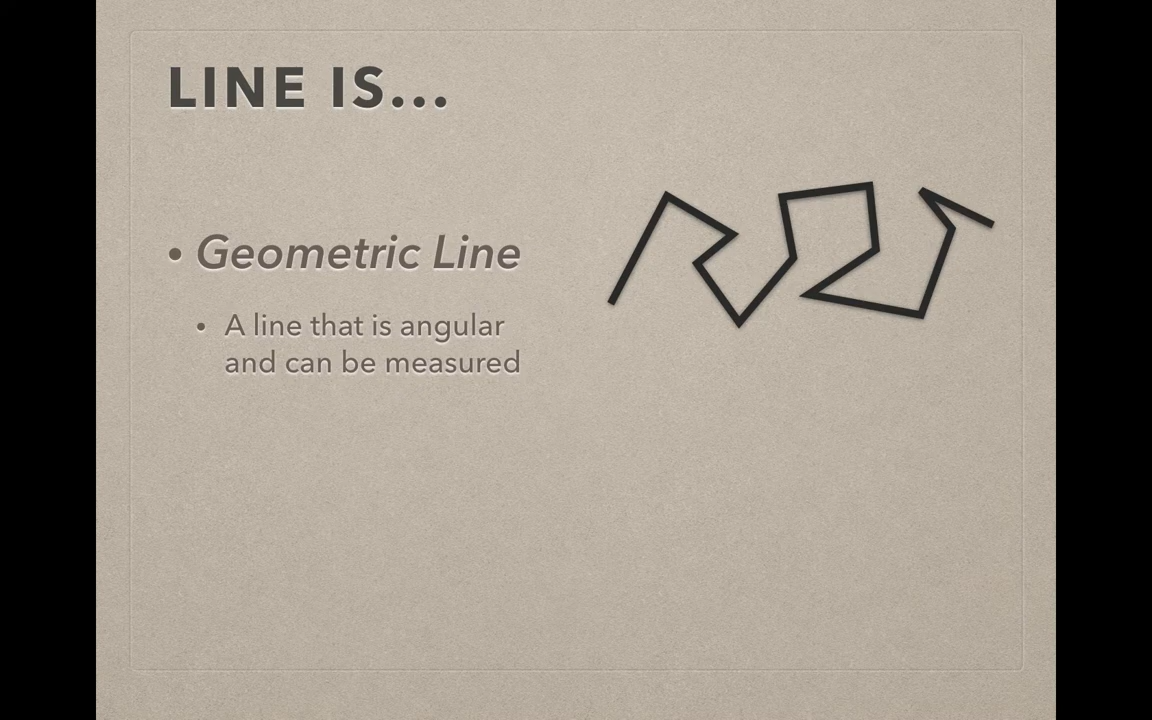 LINE IS...
• Geometric Line
• A line that is angular
and can be measured